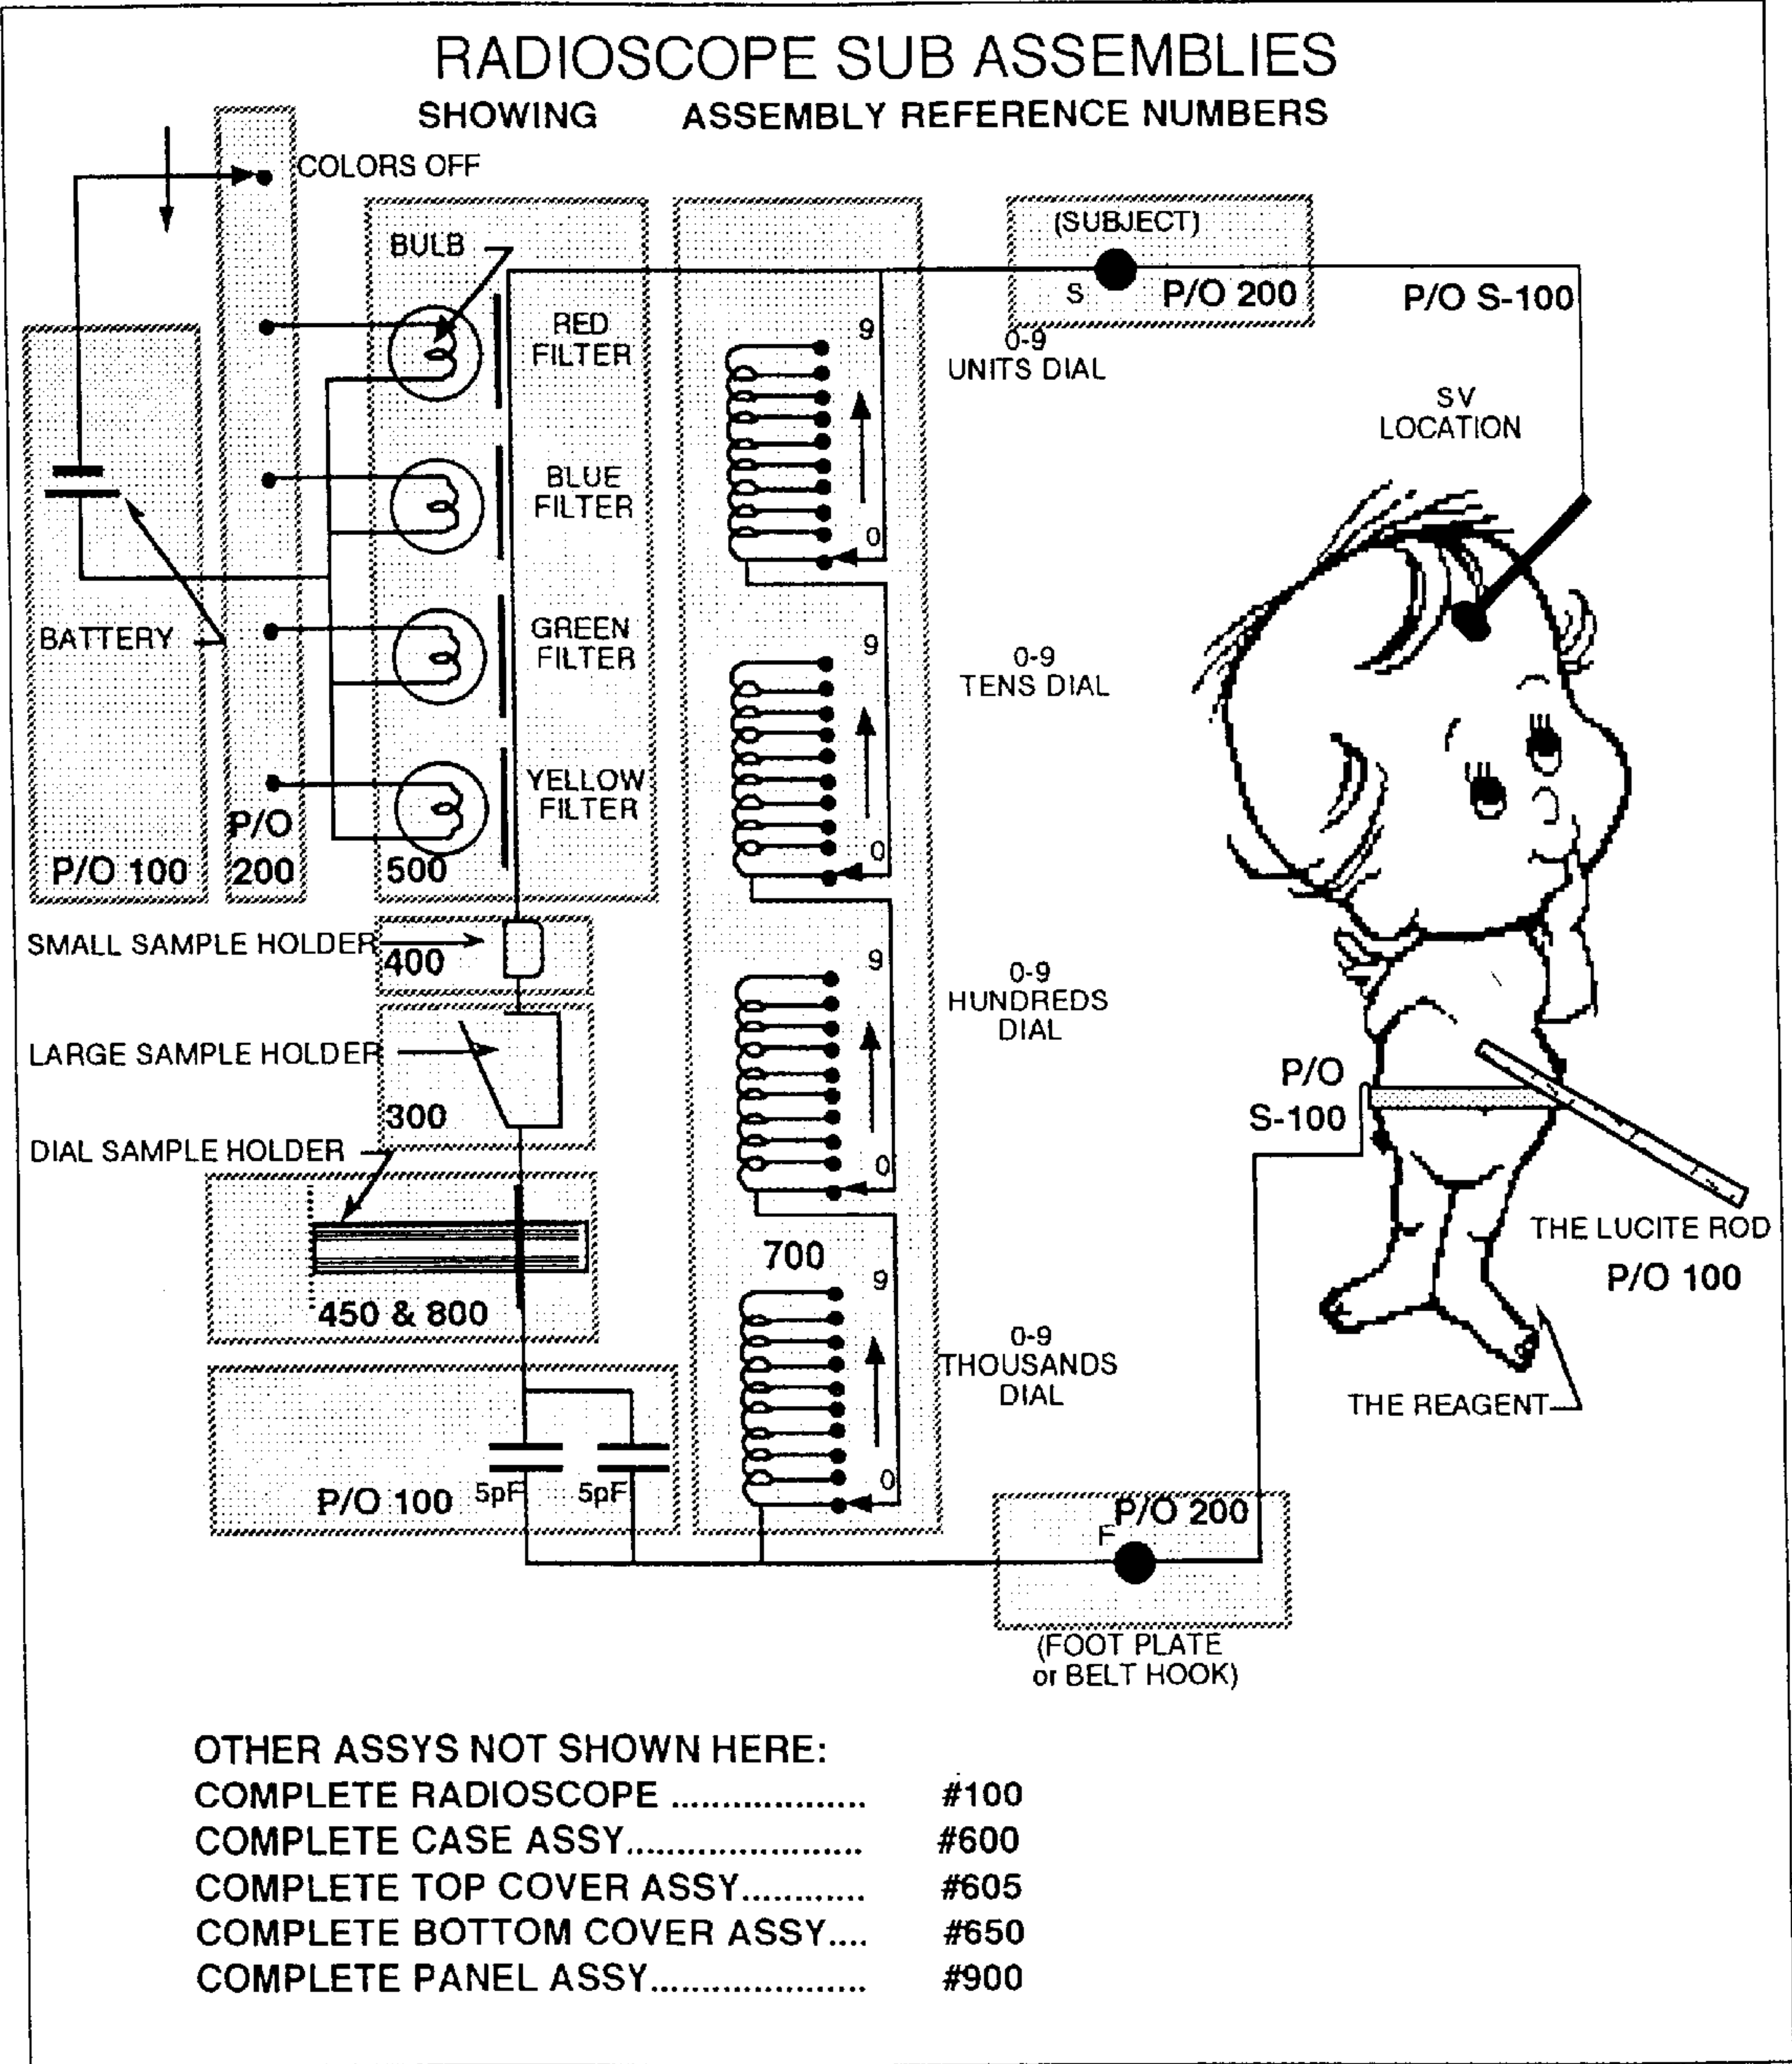 RADIOSCOPE SUB ASSEMBLIES
SHOWING ASSEMBLY REFERENCE NUMBERS
COLORS OFF
BULB
(SUBJECT)
S
P/O 200
P/O S-100
RED
FILTER
9
0-9
UNITS DIAL
SV
LOCATION
BLUE
FILTER
0
BATTERY
GREEN
FILTER
9
0-9
TENS DIAL
YELLOW
FILTER
0
P/O 100
P/O
200
500
SMALL SAMPLE HOLDER
400
9
0-9
HUNDREDS
DIAL
LARGE SAMPLE HOLDER
300
P/O
S-100
DIAL SAMPLE HOLDER
0
THE LUCITE ROD
P/O 100
700
9
450 & 800
0-9
THOUSANDS
DIAL
THE REAGENT
P/O 100
5pF
5pF
0
P/O 200
F
(FOOT PLATE
or BELT HOOK)
OTHER ASSYS NOT SHOWN HERE:
COMPLETE RADIOSCOPE ................... #100
COMPLETE CASE ASSY....................... #600
COMPLETE TOP COVER ASSY............ #605
COMPLETE BOTTOM COVER ASSY.... #650
COMPLETE PANEL ASSY..................... #900